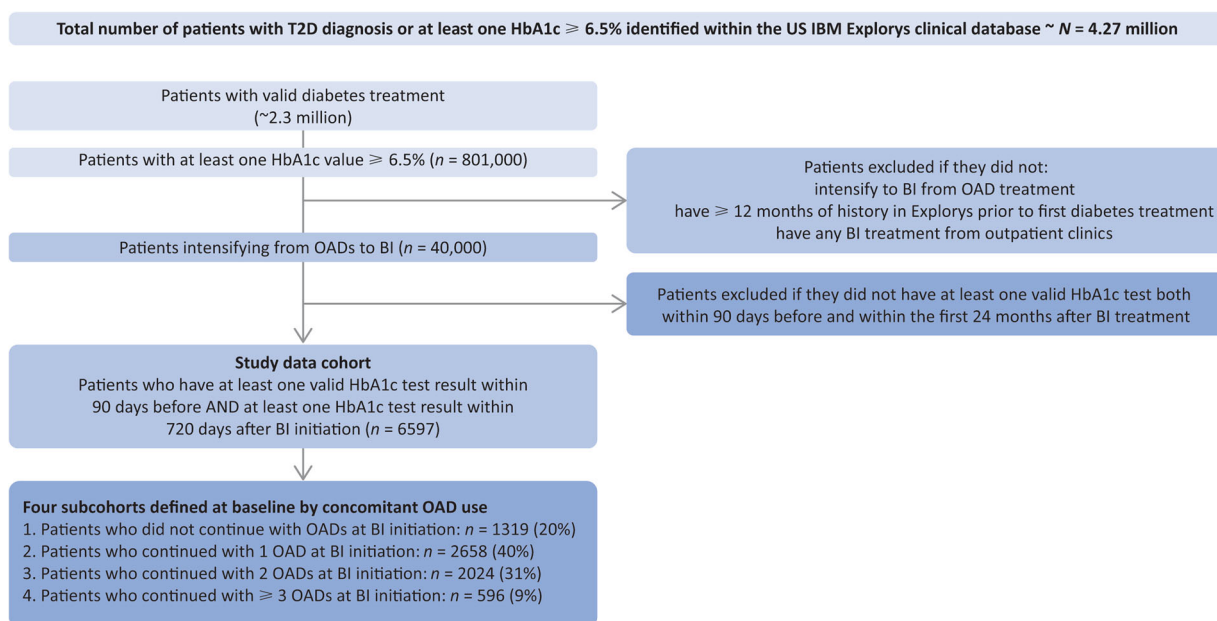 Total number of patients with T2D diagnosis or at least one HbA1c ⩾ 6.5% identified within the US IBM Explorys clinical database ~ N = 4.27 million
Patients with valid diabetes treatment
(~2.3 million)
Patients with at least one HbA1c value ⩾ 6.5% (n = 801,000)
Patients excluded if they did not:
intensify to BI from OAD treatment
have ⩾ 12 months of history in Explorys prior to first diabetes treatment
have any BI treatment from outpatient clinics
Patients intensifying from OADs to BI (n = 40,000)
Patients excluded if they did not have at least one valid HbA1c test both
within 90 days before and within the first 24 months after BI treatment
Study data cohort
Patients who have at least one valid HbA1c test result within
90 days before AND at least one HbA1c test result within
720 days after BI initiation (n = 6597)
Four subcohorts defined at baseline by concomitant OAD use
1. Patients who did not continue with OADs at BI initiation: n = 1319 (20%)
2. Patients who continued with 1 OAD at BI initiation: n = 2658 (40%)
3. Patients who continued with 2 OADs at BI initiation: n = 2024 (31%)
4. Patients who continued with ⩾ 3 OADs at BI initiation: n = 596 (9%)